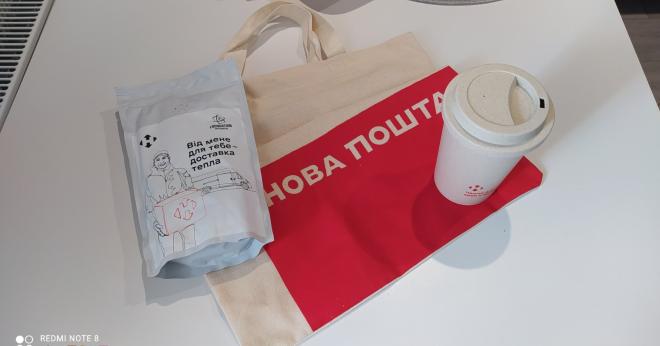 Від мене
для тебе–
доставка
тепла
НОВА ПОШТА
REDMI NOTE 8